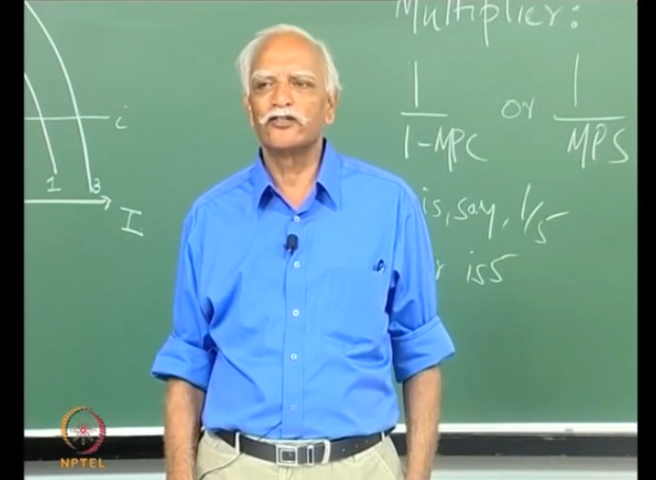 Multiplier:
1 or 1
1-MPC MPS
is, say, 1/5
is 5
i
1 3
I
NPTEL